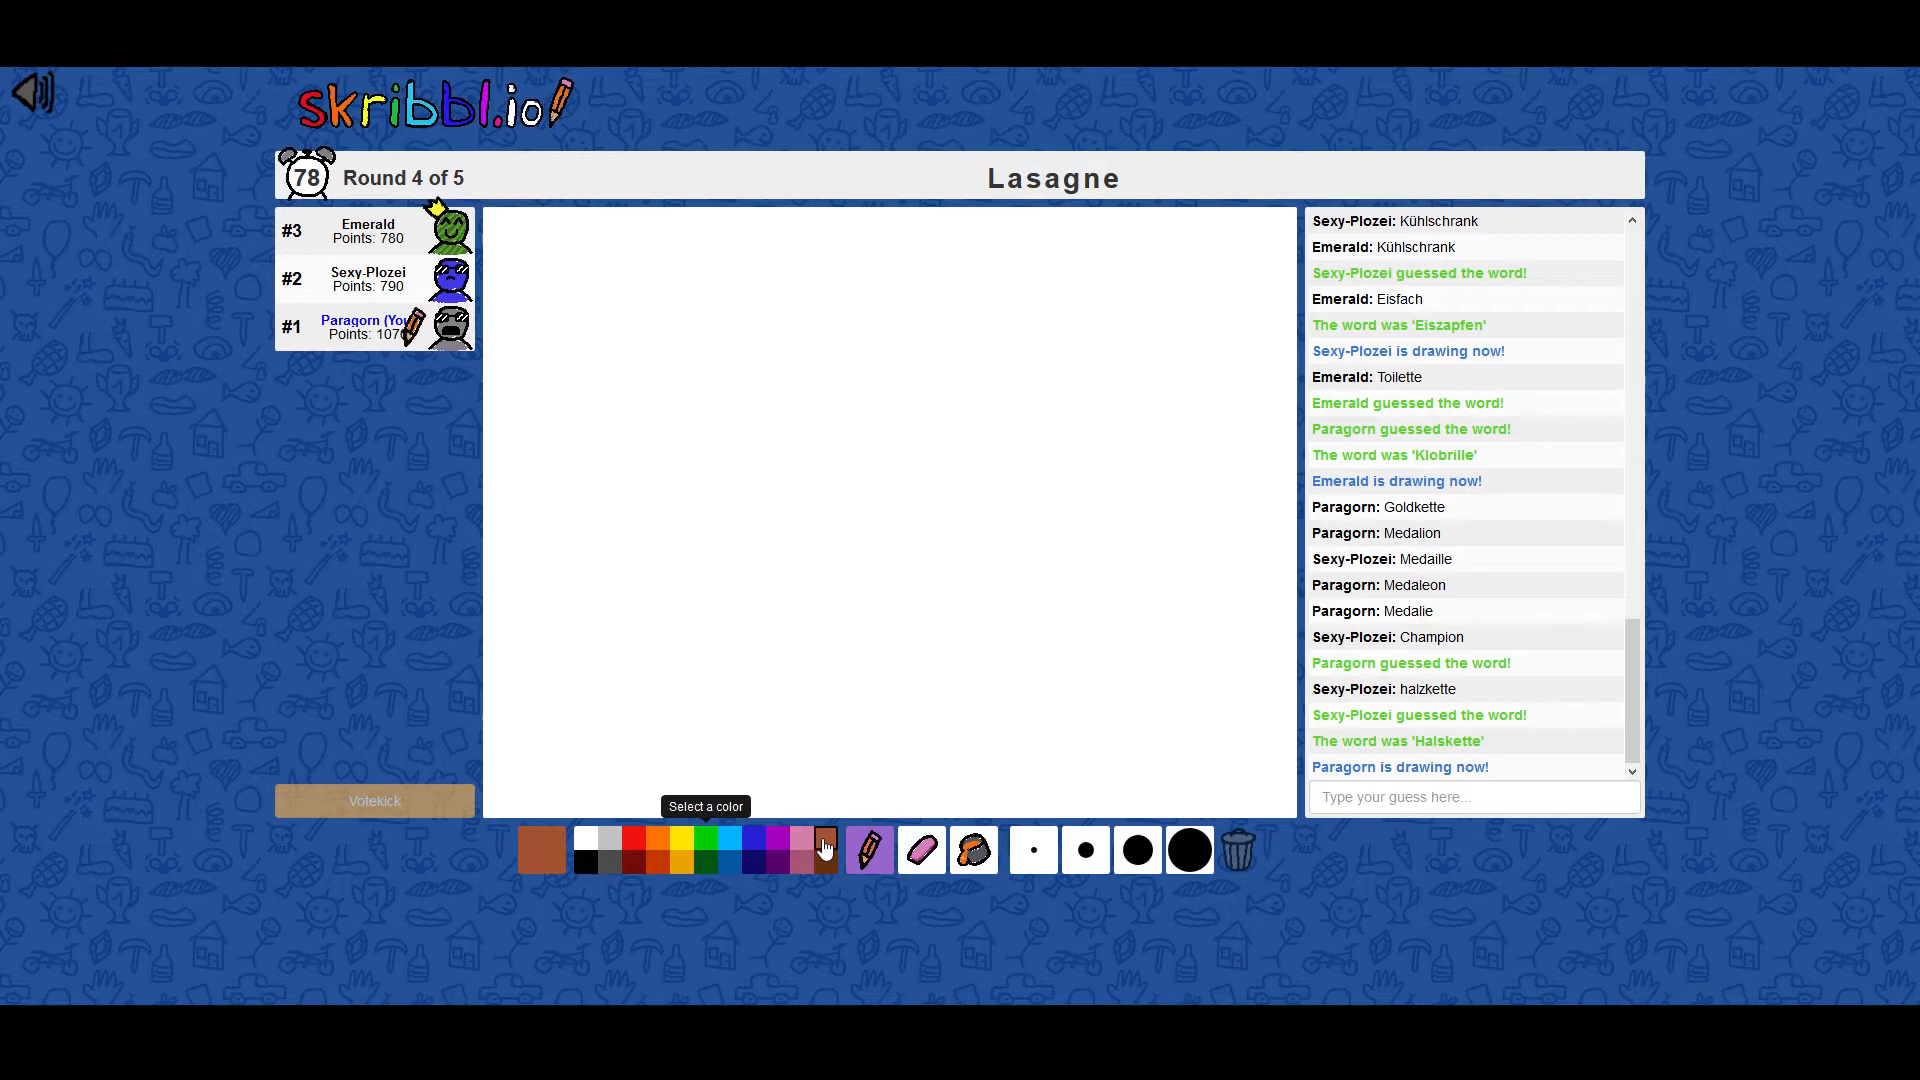 skribbl.io
78 Round 4 of 5 Lasagne
#3 Emerald
Points: 780
#2 Sexy-Plozei
Points: 790
#1 Paragorn (You
Points: 1070
Votekick
Sexy-Plozei: Kühlschrank
Emerald: Kühlschrank
Sexy-Plozei guessed the word!
Emerald: Eisfach
The word was 'Eiszapfen'
Sexy-Plozei is drawing now!
Emerald: Toilette
Emerald guessed the word!
Paragorn guessed the word!
The word was 'Klobrille'
Emerald is drawing now!
Paragorn: Goldkette
Paragorn: Medalion
Sexy-Plozei: Medaille
Paragorn: Medaleon
Paragorn: Medalie
Sexy-Plozei: Champion
Paragorn guessed the word!
Sexy-Plozei: halzkette
Sexy-Plozei guessed the word!
The word was 'Halskette'
Paragorn is drawing now!
Type your guess here...
Select a color